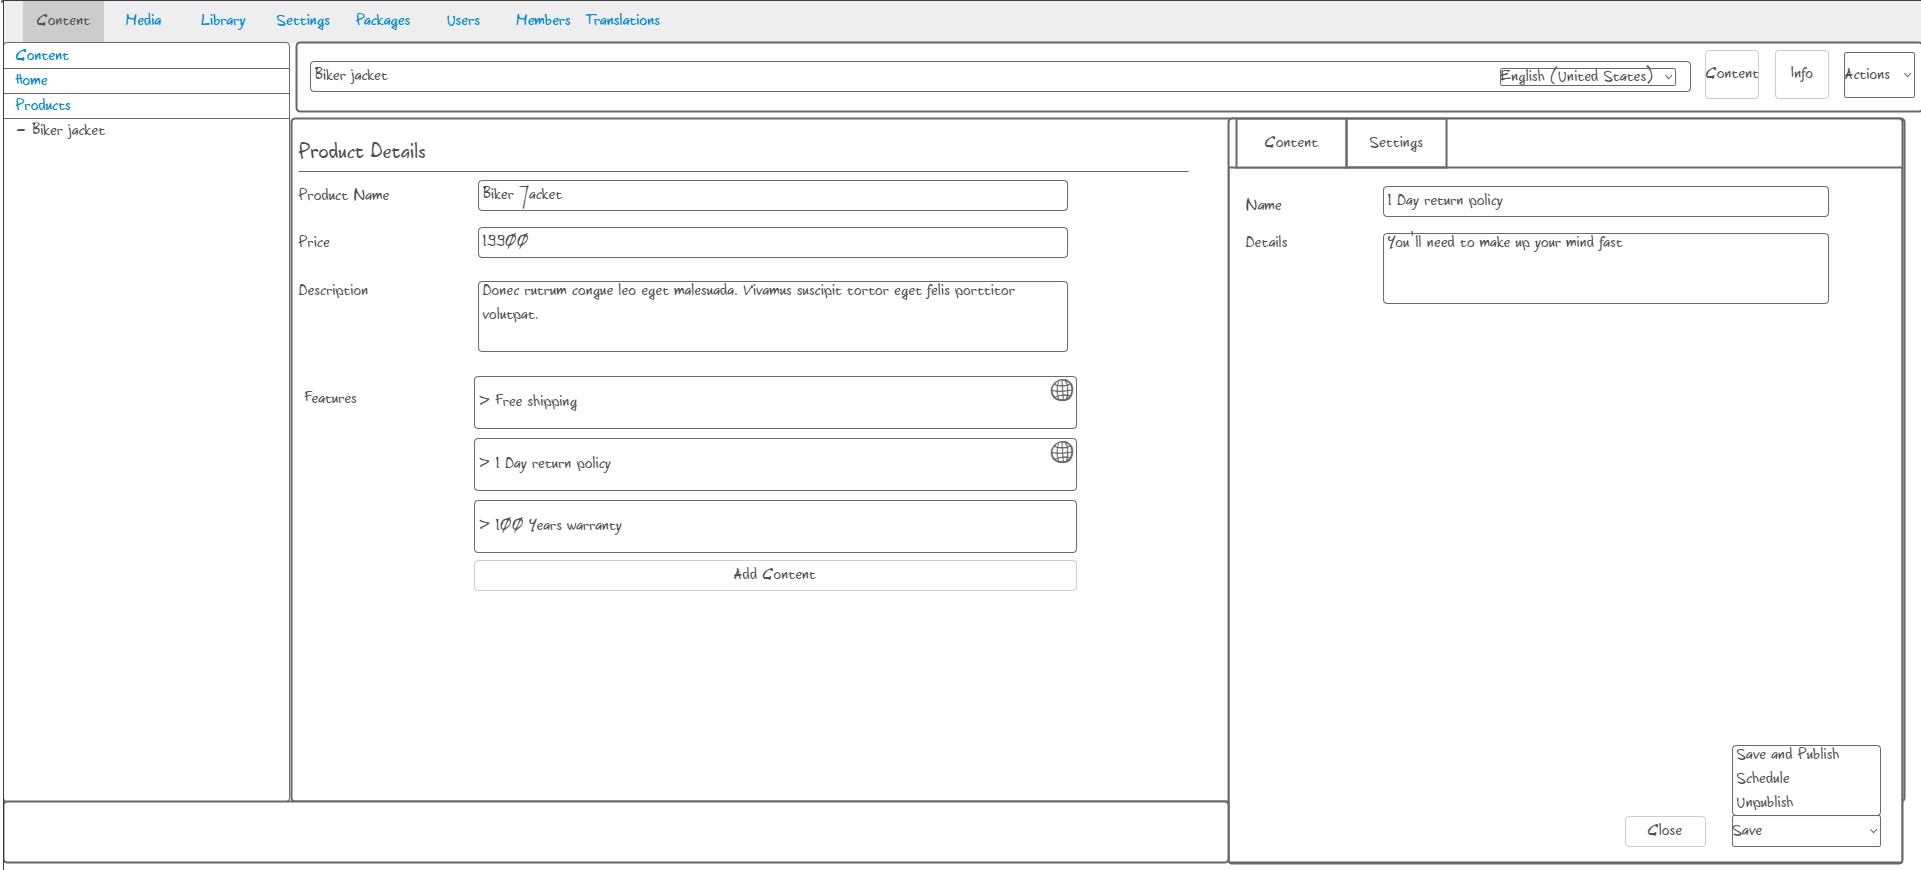 Content Media Library Settings Packages Users Members Translations
Content
Home
Products
– Biker jacket
Biker jacket English (United States) Content Info Actions
Product Details
Product Name Biker Jacket
Price 19900
Description Donec rutrum congue leo eget malesuada. Vivamus suscipit tortor eget felis porttitor
volutpat.
Features > Free shipping
> 1 Day return policy
> 100 Years warranty
Add Content
Content Settings
Name 1 Day return policy
Details You'll need to make up your mind fast
Save and Publish
Schedule
Unpublish
Close Save